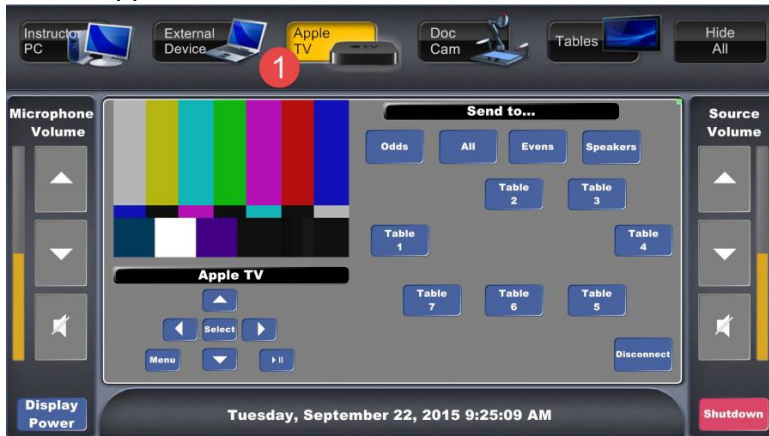 Instructor
PC
External
Device
Apple
TV
Doc
Cam
Tables
Hide
All
1
Microphone
Volume
Send to...
Source
Volume
Odds
All
Evens
Speakers
Table
2
Table
3
Table
1
Table
4
Apple TV
Table
7
Table
6
Table
5
Select
Menu
Disconnect
Display
Power
Tuesday, September 22, 2015 9:25:09 AM
Shutdown